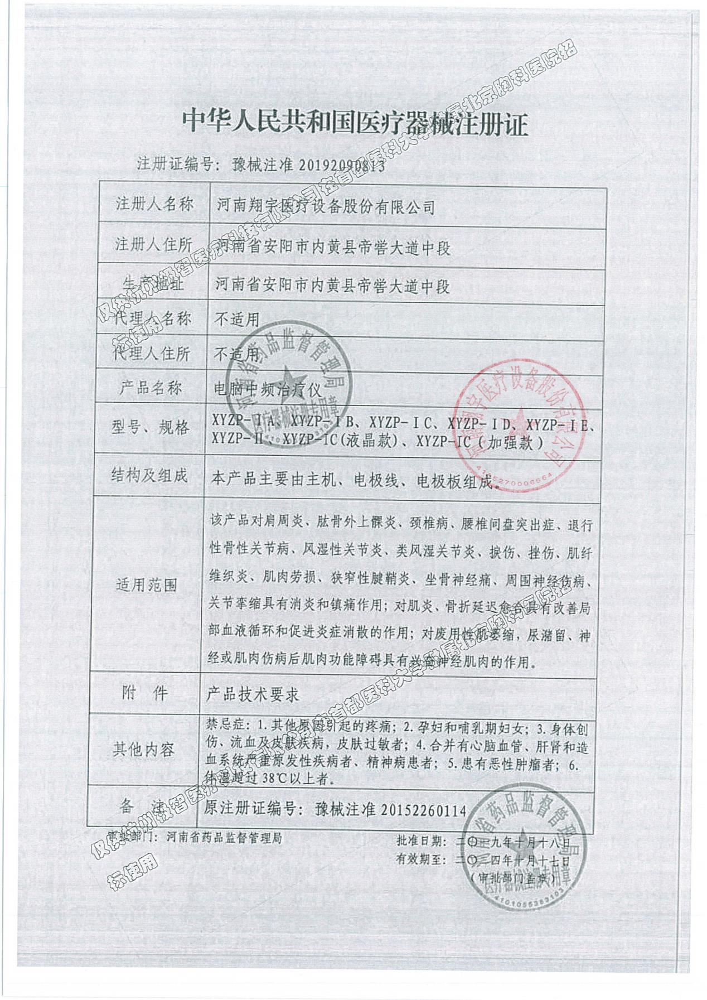 中华人民共和国医疗器械注册证
注册证编号：豫械注准 20192090813
注册人名称 河南翔宇医疗设备股份有限公司
注册人住所 河南省安阳市内黄县帝喾大道中段
生产地址 河南省安阳市内黄县帝喾大道中段
代理人名称 不适用
代理人住所 不适用
产品名称 电脑中频治疗仪
型号、规格 XYZP-ⅠA、XYZP-ⅠB、XYZP-ⅠC、XYZP-ⅠD、XYZP-ⅠE、
XYZP-Ⅱ、XYZP-IC(液晶款)、XYZP-IC（加强款）
结构及组成 本产品主要由主机、电极线、电极板组成。
适用范围
该产品对肩周炎、肱骨外上髁炎、颈椎病、腰椎间盘突出症、退行
性骨性关节病、风湿性关节炎、类风湿关节炎、捩伤、挫伤、肌纤
维织炎、肌肉劳损、狭窄性腱鞘炎、坐骨神经痛、周围神经伤病、
关节挛缩具有消炎和镇痛作用；对肌炎、骨折延迟愈合具有改善局
部血液循环和促进炎症消散的作用；对废用性肌萎缩，尿潴留、神
经或肌肉伤病后肌肉功能障碍具有兴奋神经肌肉的作用。
附 件 产品技术要求
其他内容
禁忌症：1.其他原因引起的疼痛；2.孕妇和哺乳期妇女；3.身体创
伤、流血及皮肤疾病，皮肤过敏者；4.合并有心脑血管、肝肾和造
血系统严重原发性疾病者、精神病患者；5.患有恶性肿瘤者；6.
体温超过 38℃以上者。
备 注 原注册证编号：豫械注准 20152260114
审批部门：河南省药品监督管理局
批准日期：二〇一九年十月十八日
有效期至：二〇二四年十月十七日
（审批部门盖章）
河南省药品监督管理局
医疗器械注册专用章
4101055383103
河南翔宇医疗设备股份有限公司
4105270006564
河南省药品监督管理局
医疗器械注册专用章
4101055383103
仅供杭州极智医疗科技有限公司在首都医科大学附属北京胸科医院招
标使用
仅供杭州极智医疗科技有限公司在首都医科大学附属北京胸科医院招
标使用